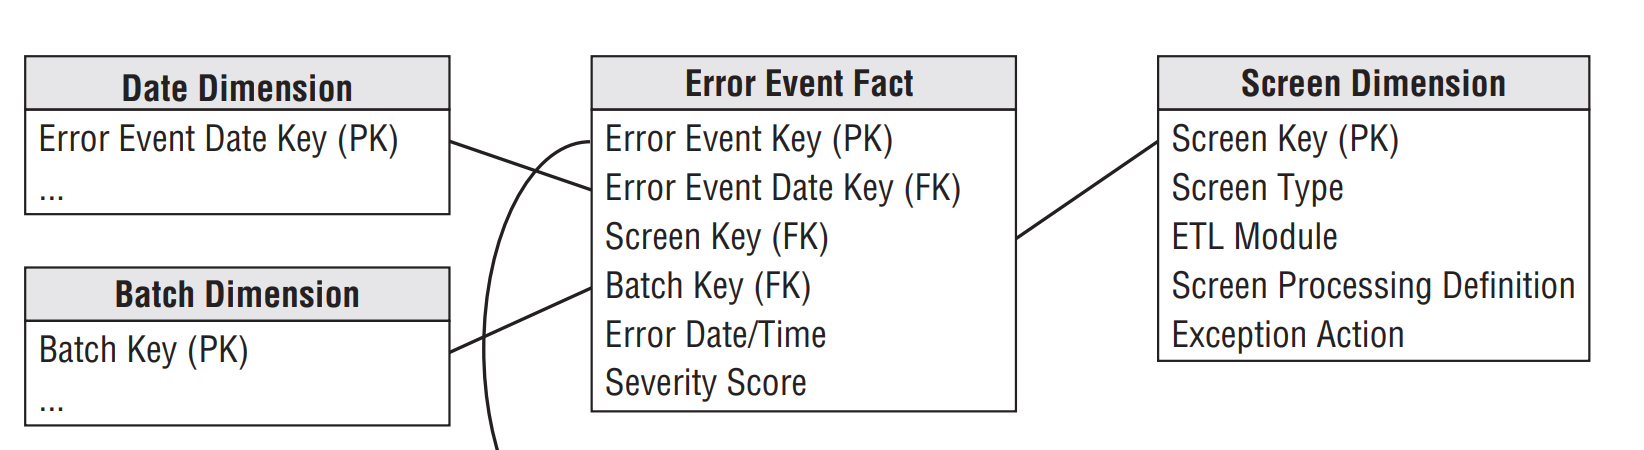 Date Dimension
Error Event Date Key (PK)
...
Batch Dimension
Batch Key (PK)
...
Error Event Fact
Error Event Key (PK)
Error Event Date Key (FK)
Screen Key (FK)
Batch Key (FK)
Error Date/Time
Severity Score
Screen Dimension
Screen Key (PK)
Screen Type
ETL Module
Screen Processing Definition
Exception Action